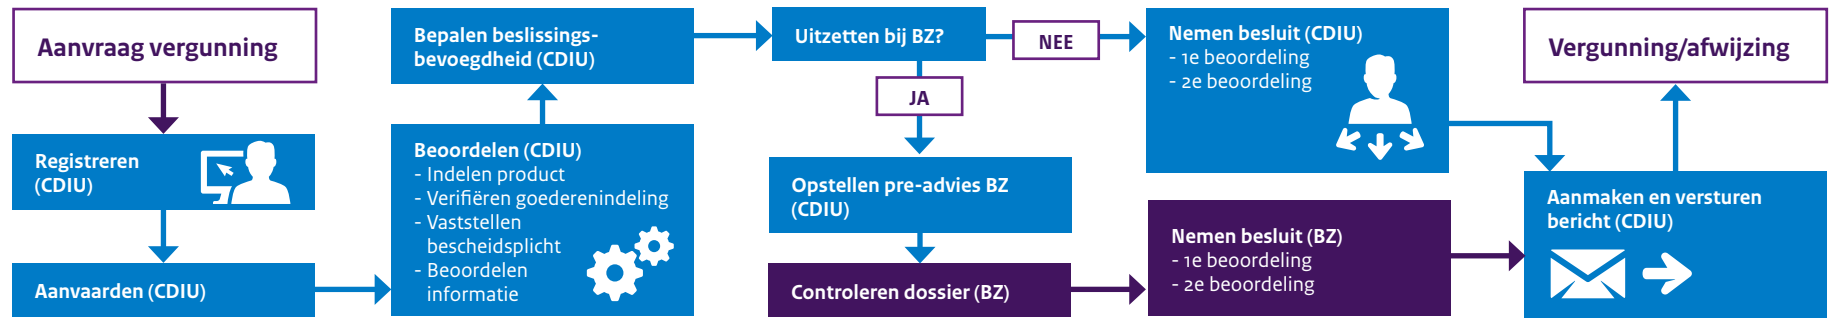 Aanvraag vergunning
Registreren
(CDIU)
Aanvaarden (CDIU)
Beoordelen (CDIU)
- Indelen product
- Verifiëren goederenindeling
- Vaststellen
bescheidsplicht
- Beoordelen
informatie
Bepalen beslissings-
bevoegdheid (CDIU)
Uitzetten bij BZ?
NEE
JA
Opstellen pre-advies BZ
(CDIU)
Controleren dossier (BZ)
Nemen besluit (CDIU)
- 1e beoordeling
- 2e beoordeling
Nemen besluit (BZ)
- 1e beoordeling
- 2e beoordeling
Aanmaken en versturen
bericht (CDIU)
Vergunning/afwijzing